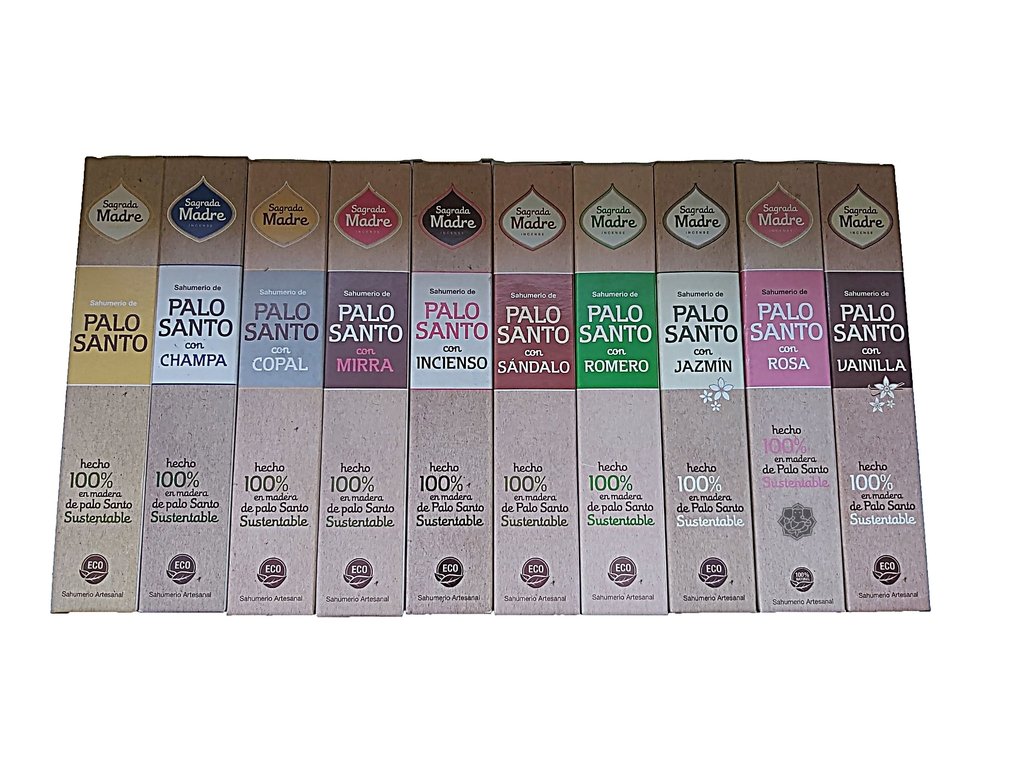 Sagrada
Madre
Sahumerio de
PALO
SANTO
hecho
100%
en madera
de palo Santo
Sustentable
ECO
Sahumerio Artesanal
Sagrada
Madre
INCENSE
Sahumerio de
PALO
SANTO
con
CHAMPA
hecho
100%
en madera
de palo Santo
Sustentable
ECO
Sahumerio Artesanal
Sagrada
Madre
Sahumerio de
PALO
SANTO
con
COPAL
hecho
100%
en madera
de palo Santo
Sustentable
ECO
Sahumerio Artesanal
Sagrada
Madre
INCENSE
Sahumerio de
PALO
SANTO
con
MIRRA
hecho
100%
en madera
de palo Santo
Sustentable
ECO
Sahumerio Artesanal
Sagrada
Madre
INCENSE
Sahumerio de
PALO
SANTO
con
INCIENSO
hecho
100%
en madera
de Palo Santo
Sustentable
ECO
Sahumerio Artesanal
Sagrada
Madre
INCENSE
Sahumerio de
PALO
SANTO
con
SÁNDALO
hecho
100%
en madera
de palo Santo
Sustentable
ECO
Sahumerio Artesanal
Sagrada
Madre
INCENSE
Sahumerio de
PALO
SANTO
con
ROMERO
hecho
100%
en madera
de palo Santo
Sustentable
ECO
Sahumerio Artesanal
Sagrada
Madre
INCENSE
Sahumerio de
PALO
SANTO
con
JAZMÍN
hecho
100%
en madera
de Palo Santo
Sustentable
ECO
Sahumerio Artesanal
Sagrada
Madre
INCENSE
Sahumerio de
PALO
SANTO
con
ROSA
hecho
100%
en madera
de Palo Santo
Sustentable
100%
Sahumerio Artesanal
Sagrada
Madre
INCENSE
Sahumerio de
PALO
SANTO
con
VAINILLA
hecho
100%
en madera
de Palo Santo
Sustentable
ECO
Sahumerio Artesanal